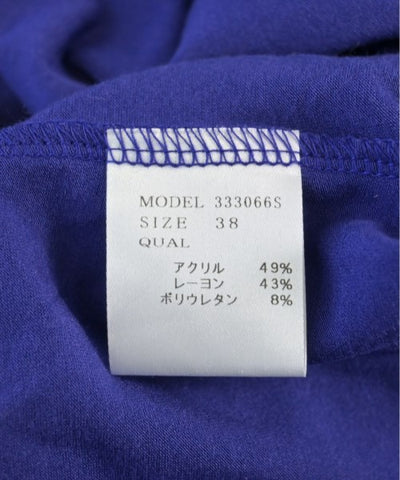 MODEL 333066S
SIZE 38
QUAL
アクリル 49%
レーヨン 43%
ポリウレタン 8%